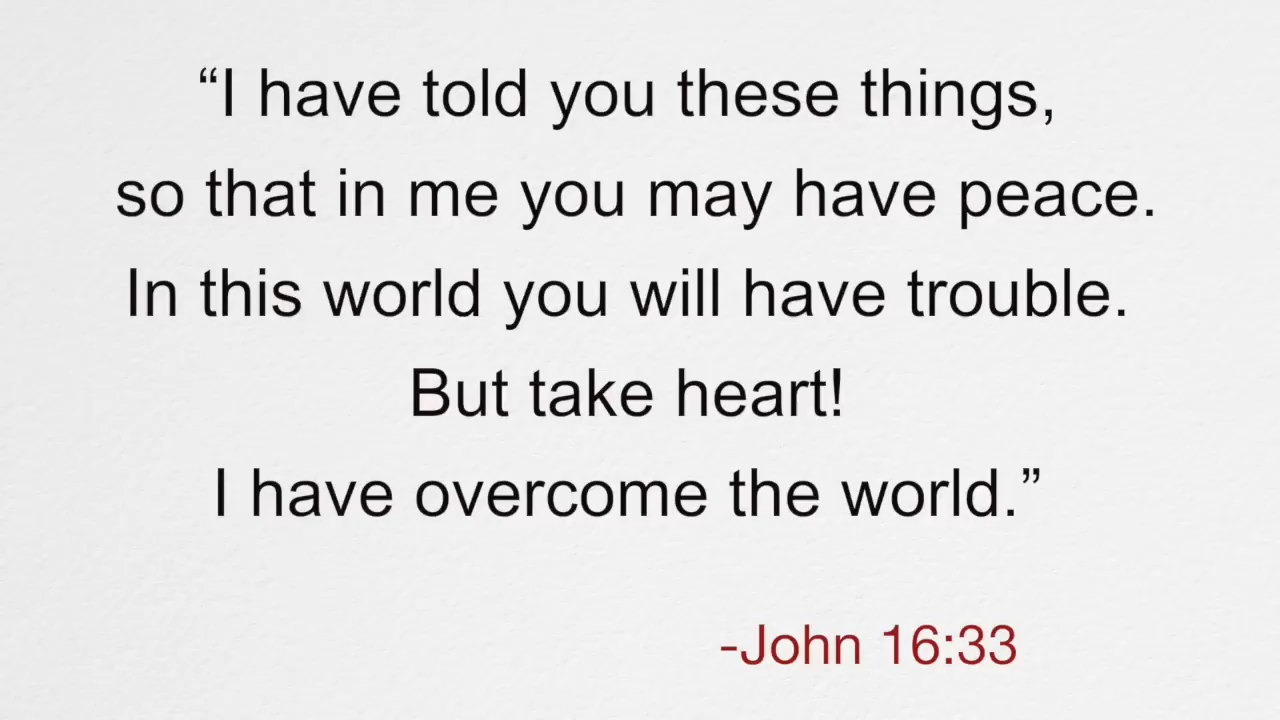 “I have told you these things,
so that in me you may have peace.
In this world you will have trouble.
But take heart!
I have overcome the world.”
-John 16:33